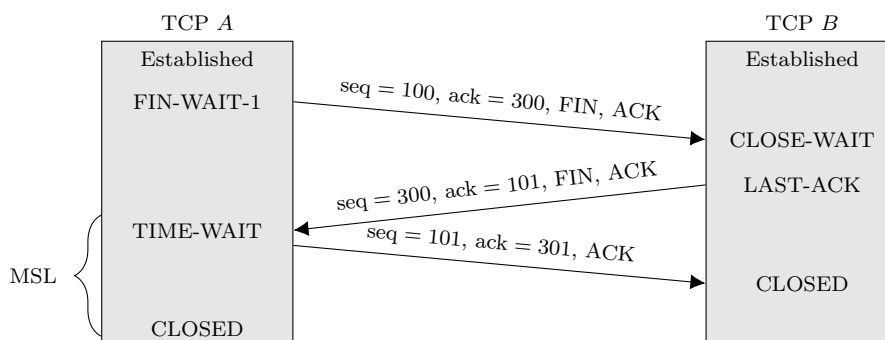 TCP A
TCP B
Established
Established
FIN-WAIT-1
seq = 100, ack = 300, FIN, ACK
CLOSE-WAIT
seq = 300, ack = 101, FIN, ACK
LAST-ACK
TIME-WAIT
seq = 101, ack = 301, ACK
MSL
CLOSED
CLOSED